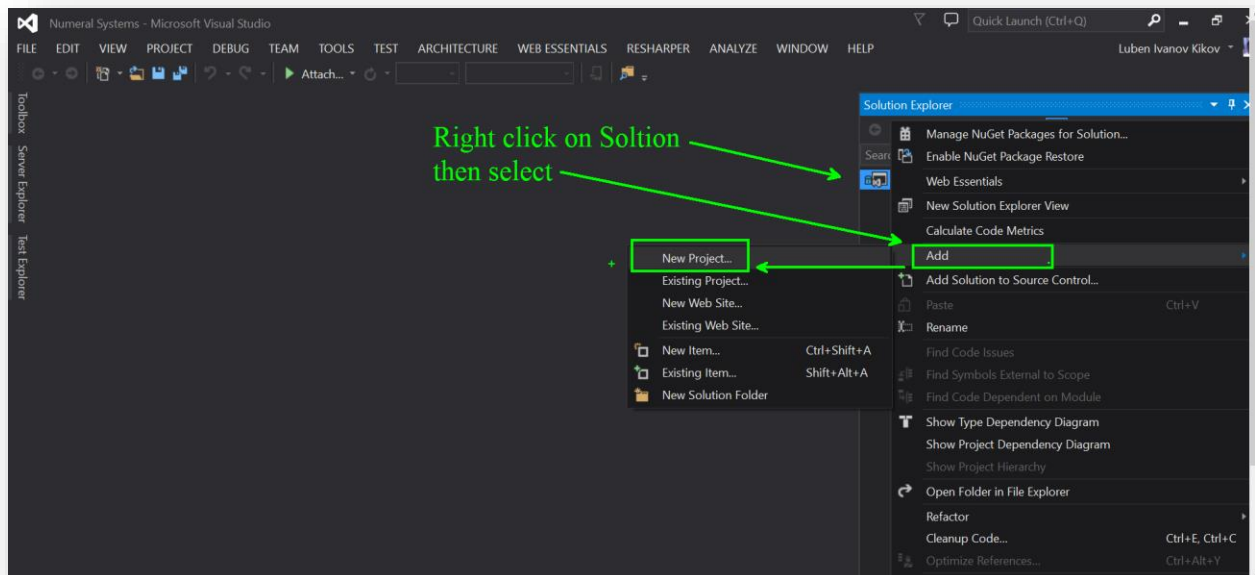 Numeral Systems - Microsoft Visual Studio
Quick Launch (Ctrl+Q)
FILE EDIT VIEW PROJECT DEBUG TEAM TOOLS TEST ARCHITECTURE WEB ESSENTIALS RESHARPER ANALYZE WINDOW HELP
Luben Ivanov Kikov
Attach...
Toolbox
Server Explorer
Test Explorer
Solution Explorer
Right click on Soltion
then select
Manage NuGet Packages for Solution...
Enable NuGet Package Restore
Web Essentials
New Solution Explorer View
Calculate Code Metrics
Add
Add Solution to Source Control...
Paste Ctrl+V
Rename
Find Code Issues
Find Symbols External to Scope
Find Code Dependent on Module
Show Type Dependency Diagram
Show Project Dependency Diagram
Show Project Hierarchy
Open Folder in File Explorer
Refactor
Cleanup Code... Ctrl+E, Ctrl+C
Optimize References... Ctrl+Alt+Y
New Project...
Existing Project...
New Web Site...
Existing Web Site...
New Item... Ctrl+Shift+A
Existing Item... Shift+Alt+A
New Solution Folder